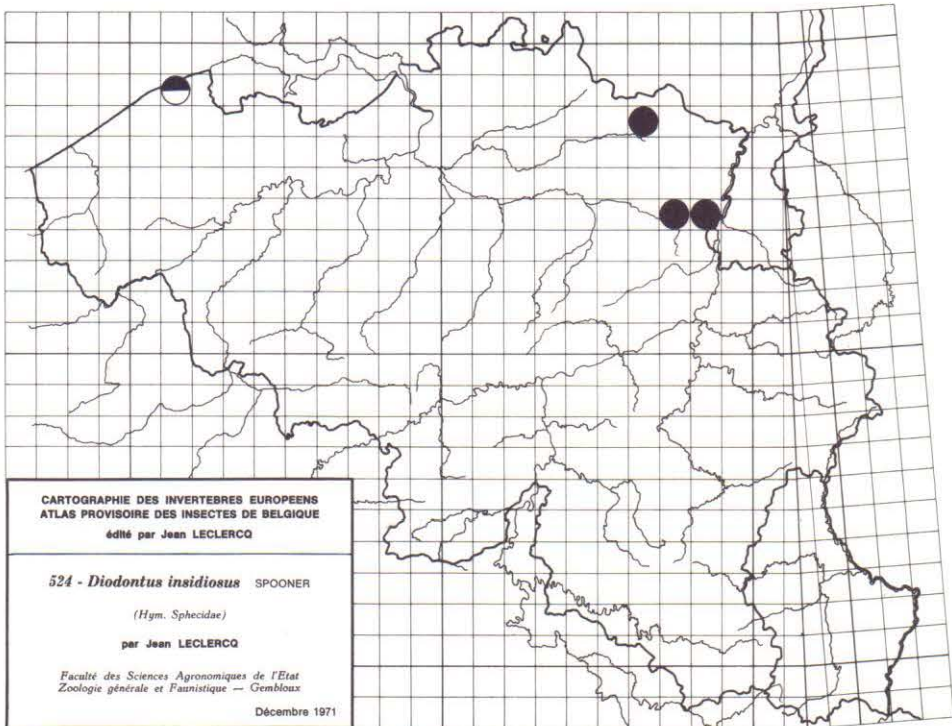 CARTOGRAPHIE DES INVERTEBRES EUROPEENS
ATLAS PROVISOIRE DES INSECTES DE BELGIQUE
édité par Jean LECLERCQ
524 - Diodontus insidiosus SPOONER
(Hym. Sphecidae)
par Jean LECLERCQ
Faculté des Sciences Agronomiques de l'Etat
Zoologie générale et Faunistique — Gembloux
Décembre 1971